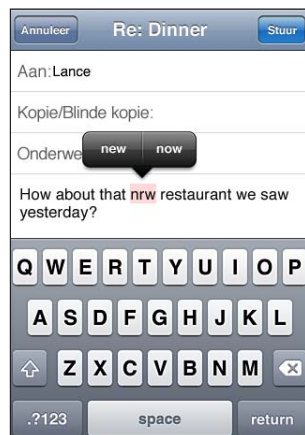 Annuleer Re: Dinner Stuur
Aan: Lance
Kopie/Blinde kopie:
Onderwe
new now
How about that nrw restaurant we saw
yesterday?
Q W E R T Y U I O P
A S D F G H J K L
Z X C V B N M
.?123 space return